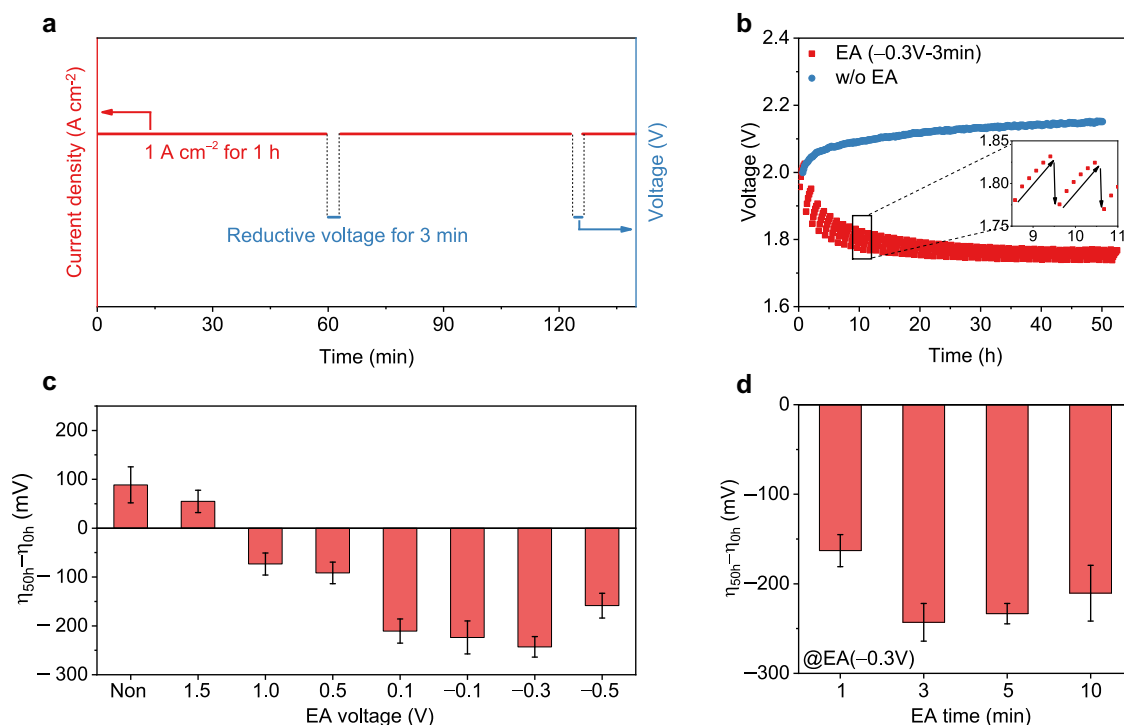 a
Current density (A cm⁻²)
1 A cm⁻² for 1 h
Reductive voltage for 3 min
Voltage (V)
0 30 60 90 120
Time (min)
b
Voltage (V)
2.4
2.2
2.0
1.8
1.6
EA (−0.3V-3min)
w/o EA
1.85
1.80
1.75
9 10 11
0 10 20 30 40 50
Time (h)
c
η50h−η0h (mV)
200
100
0
−100
−200
−300
Non 1.5 1.0 0.5 0.1 −0.1 −0.3 −0.5
EA voltage (V)
d
η50h−η0h (mV)
0
−100
−200
−300
@EA(−0.3V)
1 3 5 10
EA time (min)